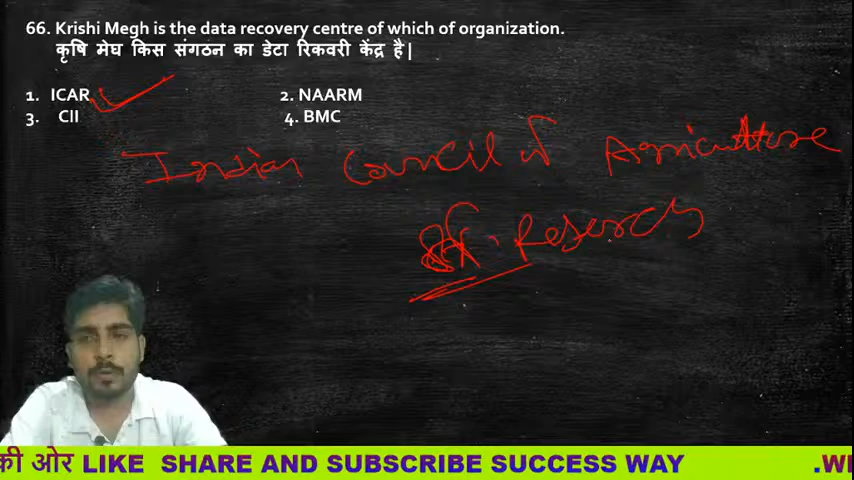 66. Krishi Megh is the data recovery centre of which of organization.
कृषि मेघ किस संगठन का डेटा रिकवरी केंद्र है|
1. ICAR 2. NAARM
3. CII 4. BMC
Indian Council of Agriculture
Research
की ओर LIKE SHARE AND SUBSCRIBE SUCCESS WAY